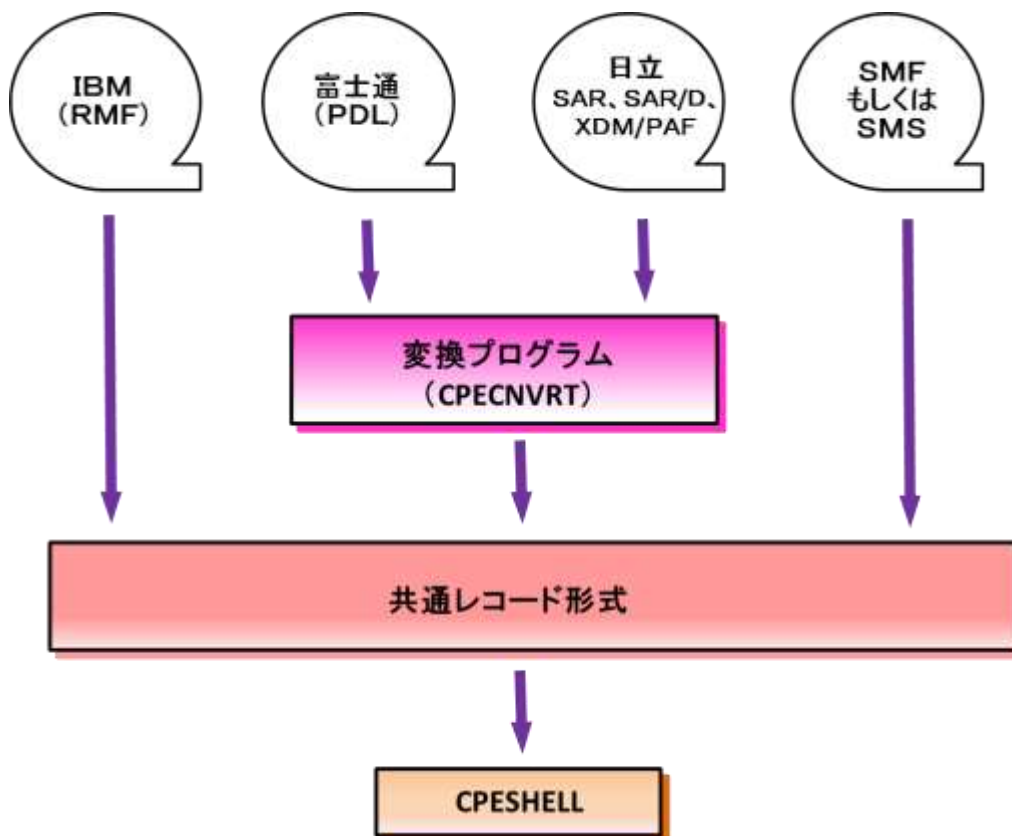 IBM
(RMF)
富士通
(PDL)
日立
SAR、SAR/D、
XDM/PAF
SMF
もしくは
SMS
変換プログラム
（CPECNVRT）
共通レコード形式
CPESHELL